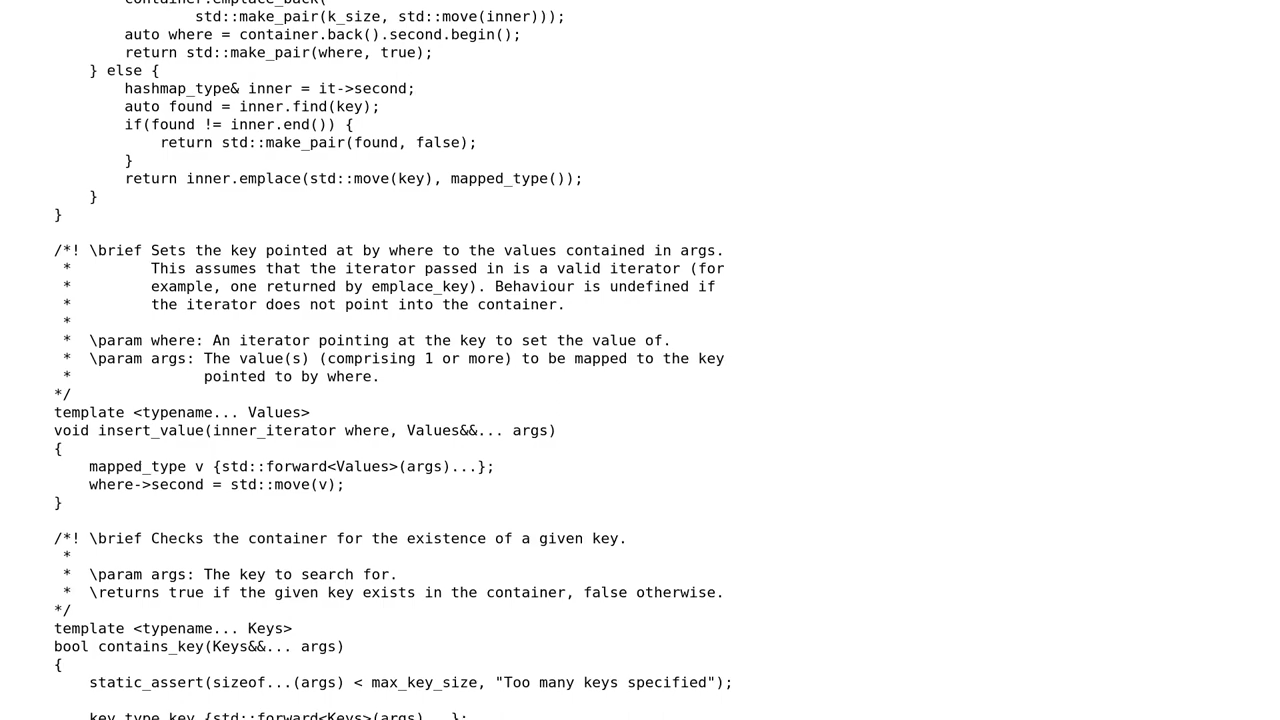 container.emplace_back(
std::make_pair(k_size, std::move(inner)));
auto where = container.back().second.begin();
return std::make_pair(where, true);
} else {
hashmap_type& inner = it->second;
auto found = inner.find(key);
if(found != inner.end()) {
return std::make_pair(found, false);
}
return inner.emplace(std::move(key), mapped_type());
}
}
/*! \brief Sets the key pointed at by where to the values contained in args.
* This assumes that the iterator passed in is a valid iterator (for
* example, one returned by emplace_key). Behaviour is undefined if
* the iterator does not point into the container.
*
* \param where: An iterator pointing at the key to set the value of.
* \param args: The value(s) (comprising 1 or more) to be mapped to the key
* pointed to by where.
*/
template <typename... Values>
void insert_value(inner_iterator where, Values&&... args)
{
mapped_type v {std::forward<Values>(args)...};
where->second = std::move(v);
}
/*! \brief Checks the container for the existence of a given key.
*
* \param args: The key to search for.
* \returns true if the given key exists in the container, false otherwise.
*/
template <typename... Keys>
bool contains_key(Keys&&... args)
{
static_assert(sizeof...(args) < max_key_size, "Too many keys specified");
key_type key {std::forward<Keys>(args)...};